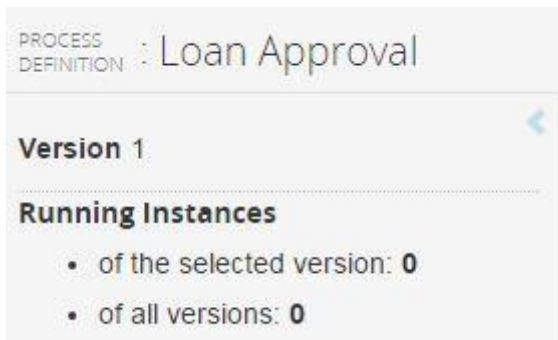 PROCESS
DEFINITION : Loan Approval
Version 1
Running Instances
• of the selected version: 0
• of all versions: 0